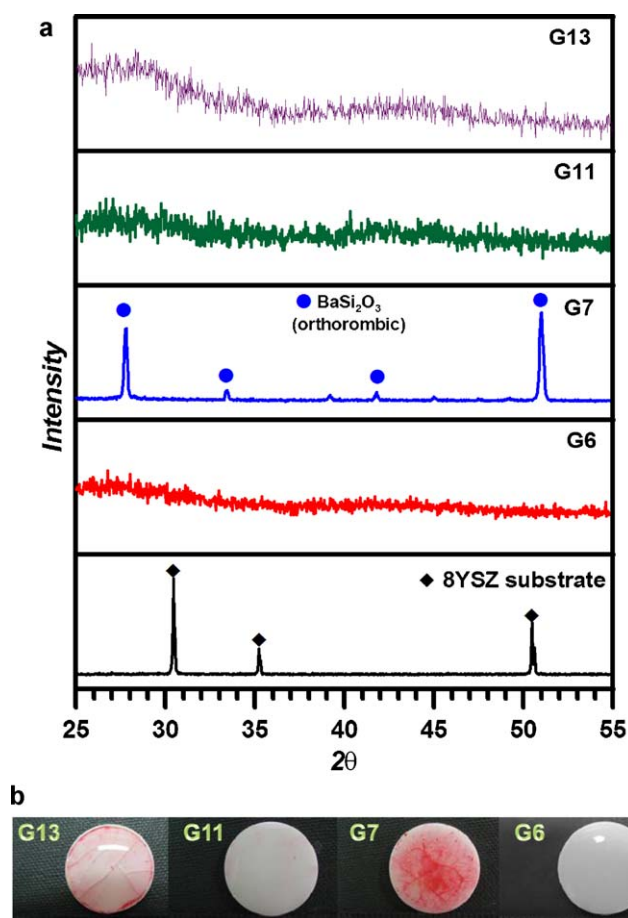 a
G13
G11
● BaSi₂O₃
(orthorombic)
G7
G6
◆ 8YSZ substrate
Intensity
25 30 35 40 45 50 55
2θ
b
G13 G11 G7 G6